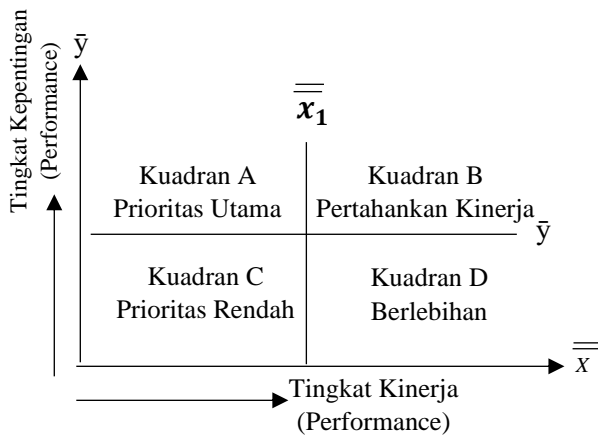 Tingkat Kepentingan
(Performance)
ȳ
x̿₁
Kuadran A
Prioritas Utama
Kuadran B
Pertahankan Kinerja
ȳ
Kuadran C
Prioritas Rendah
Kuadran D
Berlebihan
X̿
Tingkat Kinerja
(Performance)